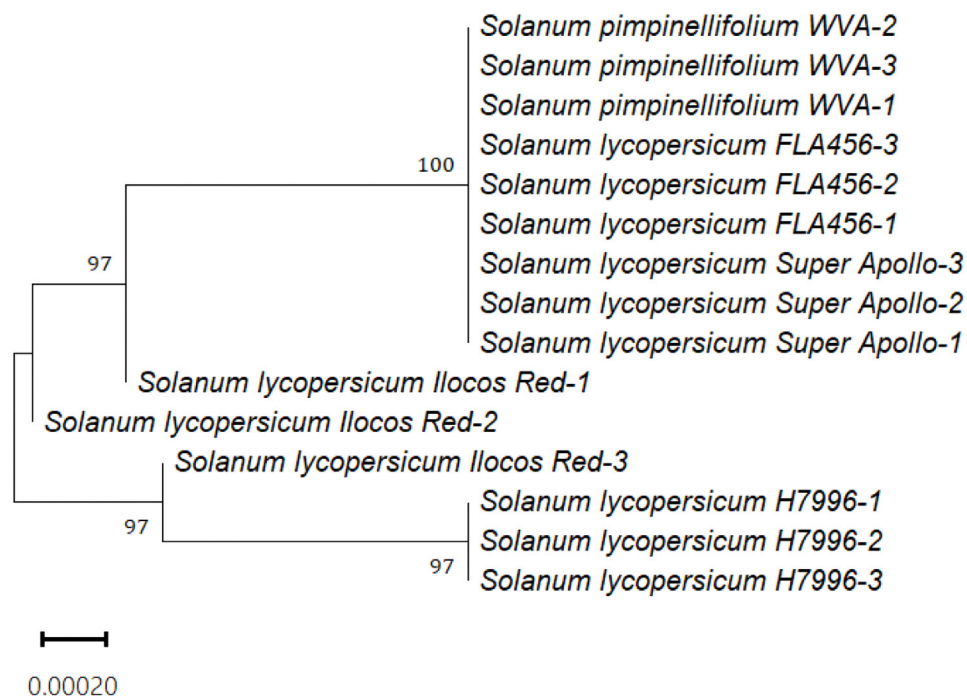 Solanum pimpinellifolium WVA-2
Solanum pimpinellifolium WVA-3
Solanum pimpinellifolium WVA-1
Solanum lycopersicum FLA456-3
100
Solanum lycopersicum FLA456-2
Solanum lycopersicum FLA456-1
97
Solanum lycopersicum Super Apollo-3
Solanum lycopersicum Super Apollo-2
Solanum lycopersicum Super Apollo-1
Solanum lycopersicum Ilocos Red-1
Solanum lycopersicum Ilocos Red-2
Solanum lycopersicum Ilocos Red-3
Solanum lycopersicum H7996-1
97
Solanum lycopersicum H7996-2
97
Solanum lycopersicum H7996-3
0.00020